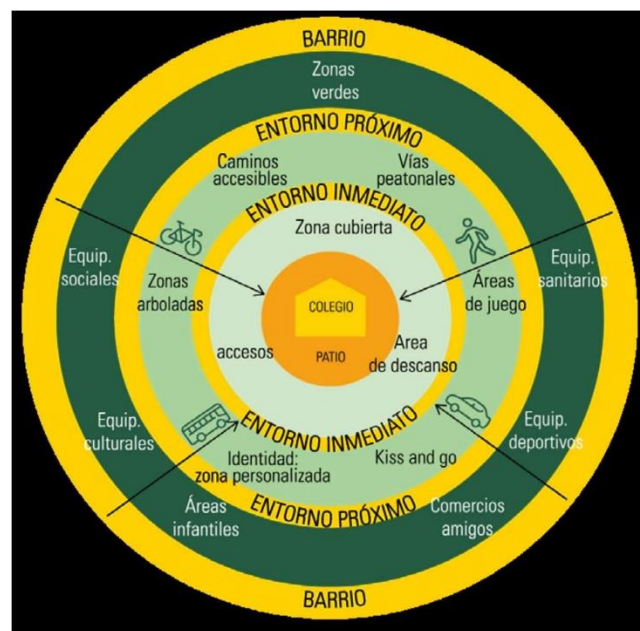 BARRIO
Zonas
verdes
ENTORNO PRÓXIMO
Caminos
accesibles
Vías
peatonales
ENTORNO INMEDIATO
Zona cubierta
Equip.
sociales
Zonas
arboladas
COLEGIO
Áreas
de juego
Equip.
sanitarios
accesos
PATIO
Area
de descanso
ENTORNO INMEDIATO
Equip.
culturales
Identidad:
zona personalizada
Kiss and go
Equip.
deportivos
Áreas
infantiles
ENTORNO PRÓXIMO
Comercios
amigos
BARRIO